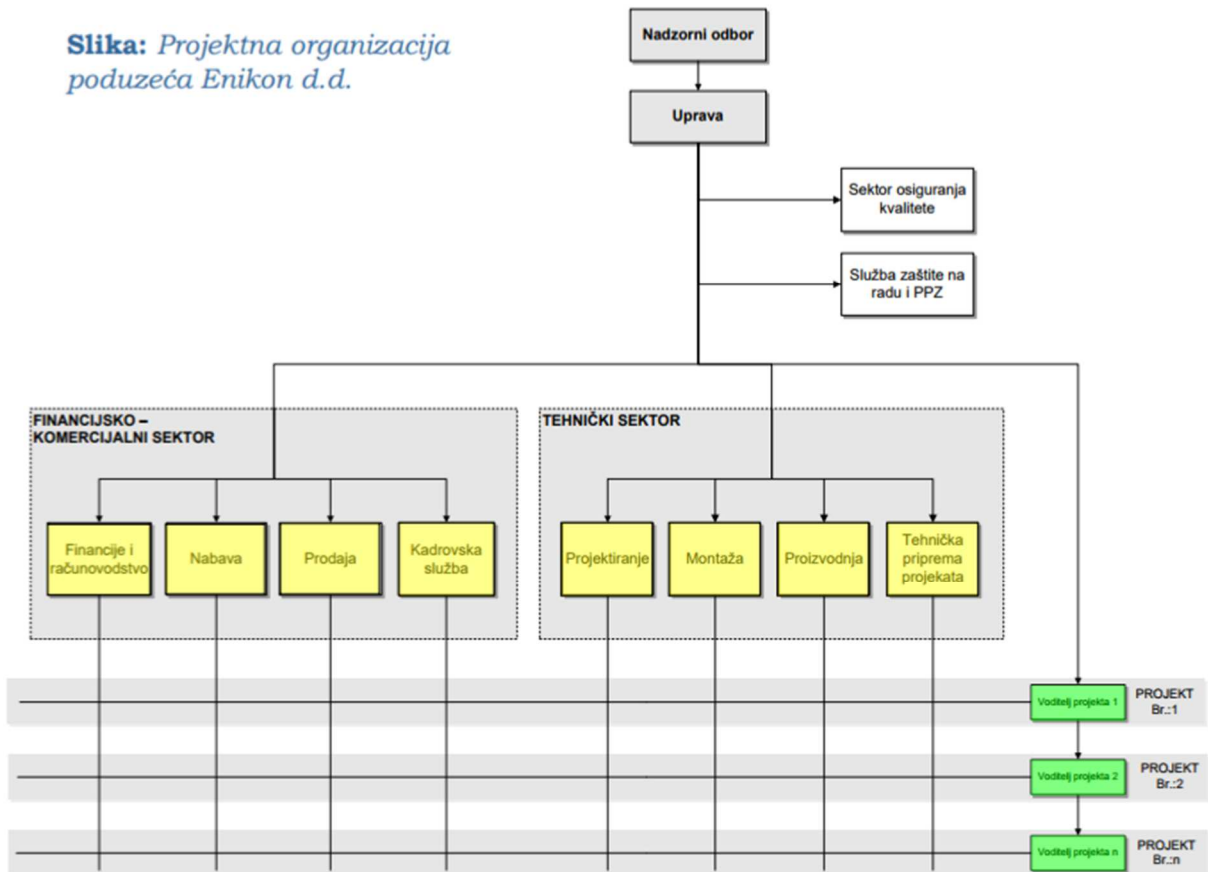 Slika: Projektna organizacija
poduzeća Enikon d.d.
Nadzorni odbor
Uprava
Sektor osiguranja
kvalitete
Služba zaštite na
radu i PPZ
FINANCIJSKO –
KOMERCIJALNI SEKTOR
TEHNIČKI SEKTOR
Financije i
računovodstvo
Nabava
Prodaja
Kadrovska
služba
Projektiranje
Montaža
Proizvodnja
Tehnička
priprema
projekata
Voditelj projekta 1
PROJEKT
Br.:1
Voditelj projekta 2
PROJEKT
Br.:2
Voditelj projekta n
PROJEKT
Br.:n